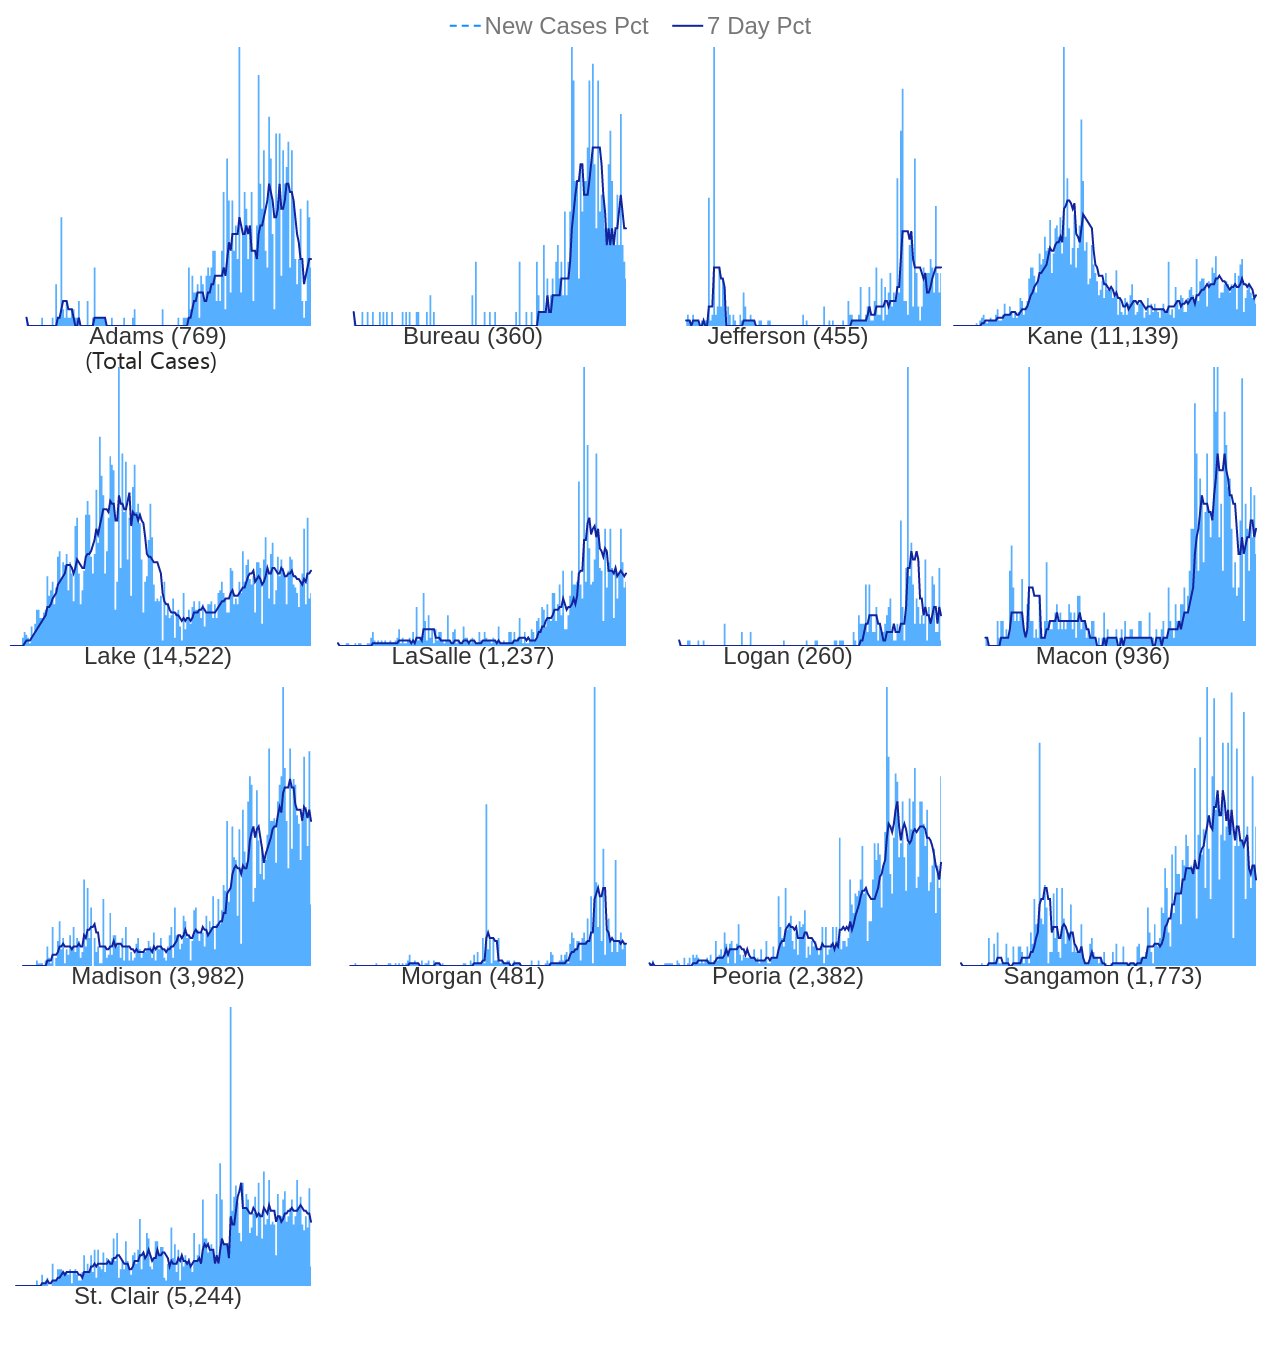 New Cases Pct 7 Day Pct
Adams (769)
(Total Cases)
Bureau (360)
Jefferson (455)
Kane (11,139)
Lake (14,522)
LaSalle (1,237)
Logan (260)
Macon (936)
Madison (3,982)
Morgan (481)
Peoria (2,382)
Sangamon (1,773)
St. Clair (5,244)